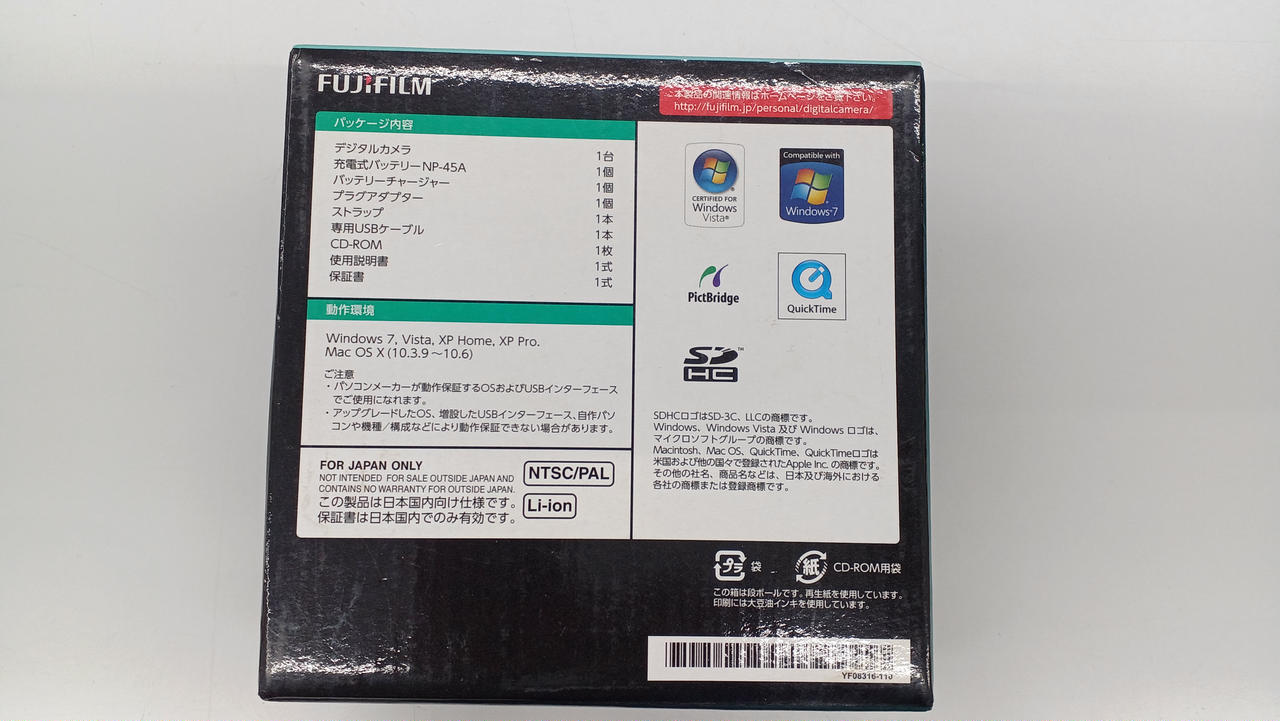 FUJIFILM
本製品の関連情報はホームページをご覧下さい。
http://fujifilm.jp/personal/digitalcamera/
パッケージ内容
デジタルカメラ 1台
充電式バッテリーNP-45A 1個
バッテリーチャージャー 1個
プラグアダプター 1個
ストラップ 1本
専用USBケーブル 1本
CD-ROM 1枚
使用説明書 1式
保証書 1式
動作環境
Windows 7, Vista, XP Home, XP Pro.
Mac OS X (10.3.9～10.6)
ご注意
・パソコンメーカーが動作保証するOSおよびUSBインターフェース
でご使用になれます。
・アップグレードしたOS、増設したUSBインターフェース、自作パソ
コンや機種／構成などにより動作保証できない場合があります。
FOR JAPAN ONLY
NOT INTENDED FOR SALE OUTSIDE JAPAN AND
CONTAINS NO WARRANTY FOR OUTSIDE JAPAN.
この製品は日本国内向け仕様です。
保証書は日本国内でのみ有効です。
NTSC/PAL
Li-ion
CERTIFIED FOR
Windows
Vista®
Compatible with
Windows®7
PictBridge
QuickTime
SD™
HC
SDHCロゴはSD-3C、LLCの商標です。
Windows、Windows Vista 及び Windows ロゴは、
マイクロソフトグループの商標です。
Macintosh、Mac OS、QuickTime、QuickTimeロゴは
米国および他の国々で登録されたApple Inc. の商標です。
その他の社名、商品名などは、日本及び海外における
各社の商標または登録商標です。
プラ 袋
紙 CD-ROM用袋
この箱は段ボールです。再生紙を使用しています。
印刷には大豆油インキを使用しています。
YF08316-110